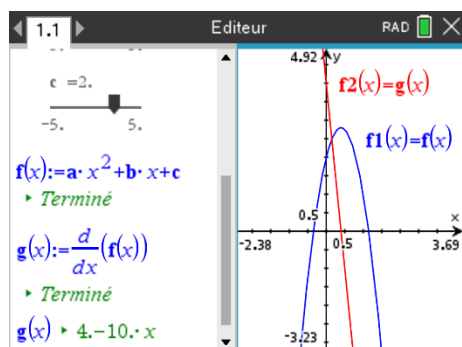 1.1 Editeur RAD
c =2.
-5. 5.
f(x):=a· x²+b· x+c
▸ Terminé
g(x):=d/dx(f(x))
▸ Terminé
g(x) ▸ 4.-10.· x
4.92 y
f2(x)=g(x)
f1(x)=f(x)
0.5 x
-2.38 0.5 3.69
-3.23